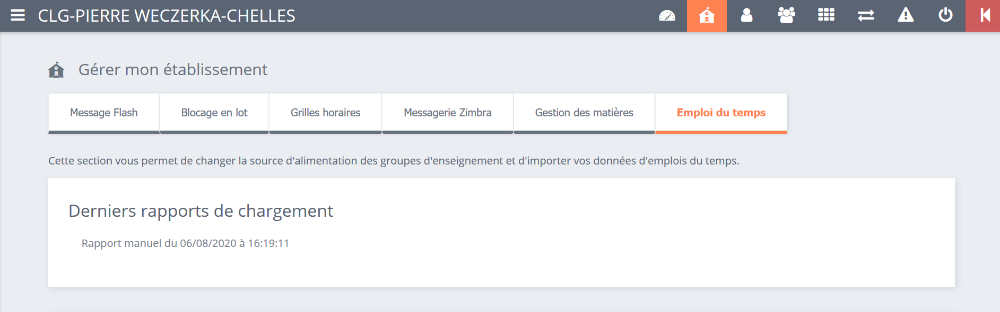 CLG-PIERRE WECZERKA-CHELLES
Gérer mon établissement
Message Flash
Blocage en lot
Grilles horaires
Messagerie Zimbra
Gestion des matières
Emploi du temps
Cette section vous permet de changer la source d'alimentation des groupes d'enseignement et d'importer vos données d'emplois du temps.
Derniers rapports de chargement
Rapport manuel du 06/08/2020 à 16:19:11